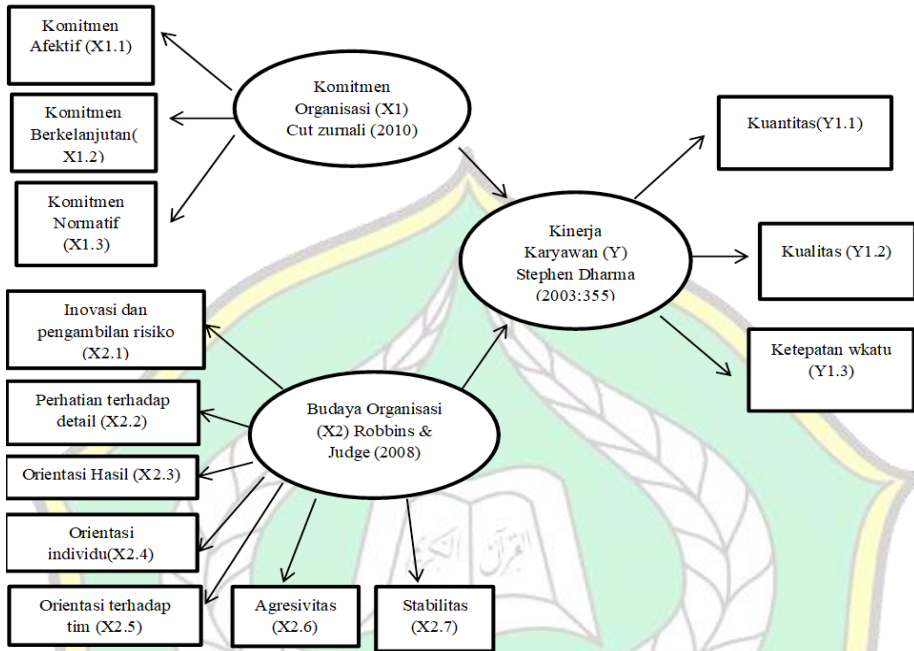 Komitmen
Afektif (X1.1)
Komitmen
Berkelanjutan(
X1.2)
Komitmen
Normatif
(X1.3)
Komitmen
Organisasi (X1)
Cut zurnali (2010)
Kinerja
Karyawan (Y)
Stephen Dharma
(2003:355)
Kuantitas(Y1.1)
Kualitas (Y1.2)
Ketepatan wkatu
(Y1.3)
Inovasi dan
pengambilan risiko
(X2.1)
Perhatian terhadap
detail (X2.2)
Orientasi Hasil (X2.3)
Orientasi
individu(X2.4)
Orientasi terhadap
tim (X2.5)
Budaya Organisasi
(X2) Robbins &
Judge (2008)
Agresivitas
(X2.6)
Stabilitas
(X2.7)
القرآن الكريم